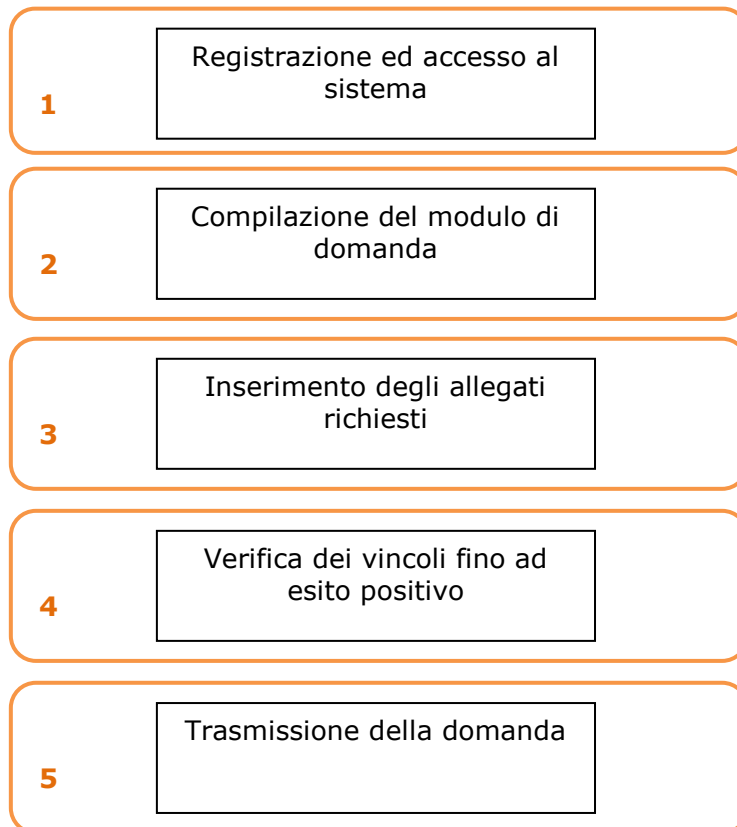 Registrazione ed accesso al
sistema
1
Compilazione del modulo di
domanda
2
Inserimento degli allegati
richiesti
3
Verifica dei vincoli fino ad
esito positivo
4
Trasmissione della domanda
5